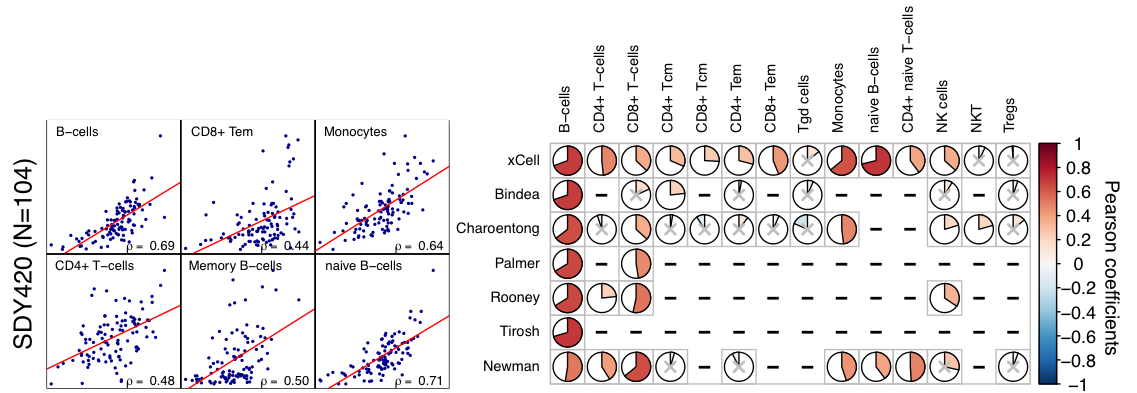 SDY420 (N=104)
B−cells
ρ = 0.69
CD8+ Tem
ρ = 0.44
Monocytes
ρ = 0.64
CD4+ T−cells
ρ = 0.48
Memory B−cells
ρ = 0.50
naive B−cells
ρ = 0.71
B−cells
CD4+ T−cells
CD8+ T−cells
CD4+ Tcm
CD8+ Tcm
CD4+ Tem
CD8+ Tem
Tgd cells
Monocytes
naive B−cells
CD4+ naive T−cells
NK cells
NKT
Tregs
xCell
Bindea
Charoentong
Palmer
Rooney
Tirosh
Newman
1
0.8
0.6
0.4
0.2
0
−0.2
−0.4
−0.6
−0.8
−1
Pearson coefficients